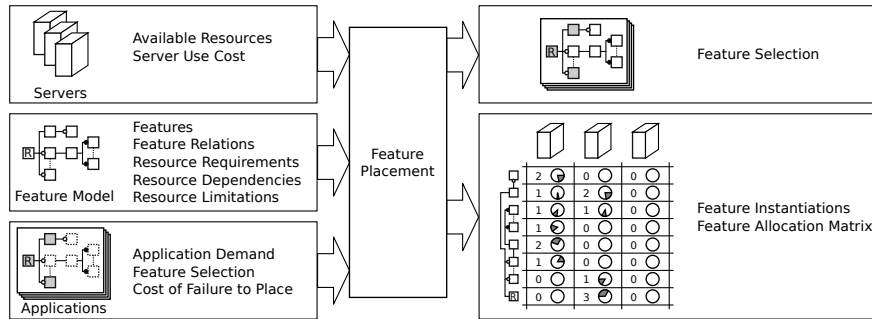 Available Resources
Server Use Cost
Servers
Features
Feature Relations
Resource Requirements
Resource Dependencies
Resource Limitations
R
Feature Model
Application Demand
Feature Selection
Cost of Failure to Place
R
Applications
Feature
Placement
R
Feature Selection
2 0 0
1 2 0
1 1 0
1 0 0
2 0 0
1 0 0
0 1 0
R 0 3 0
Feature Instantiations
Feature Allocation Matrix